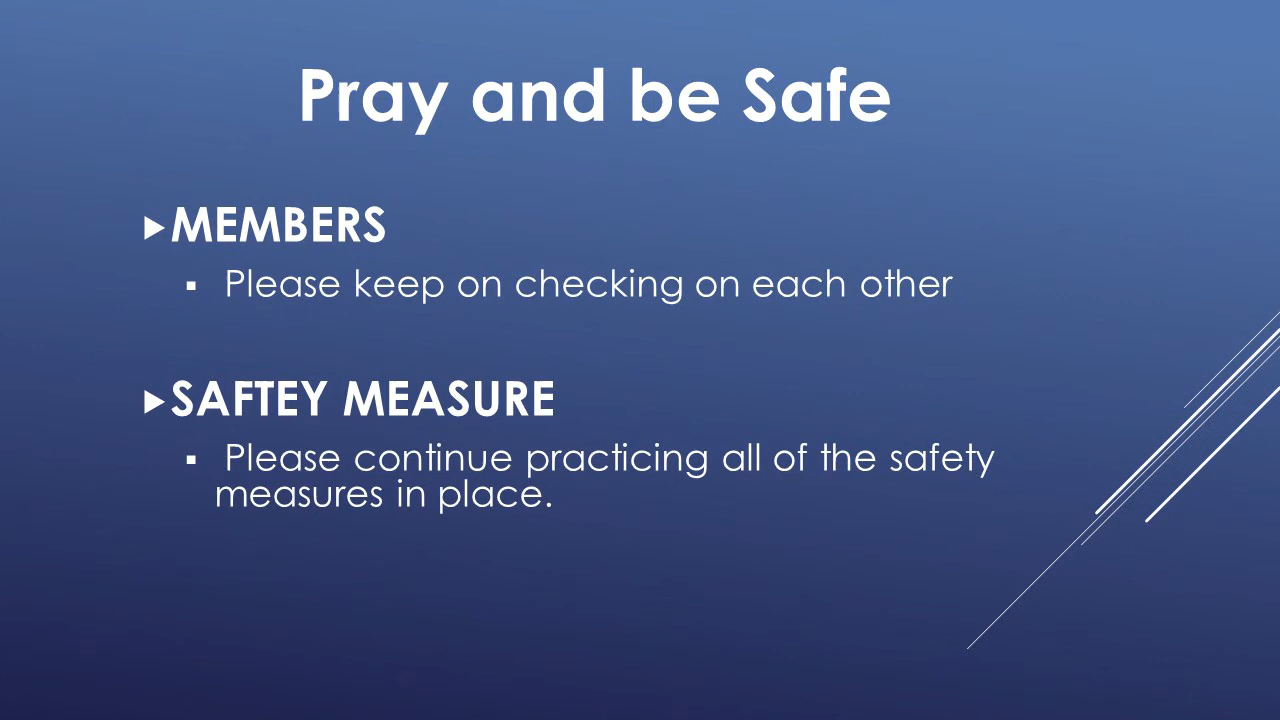 Pray and be Safe
MEMBERS
Please keep on checking on each other
SAFTEY MEASURE
Please continue practicing all of the safety
measures in place.